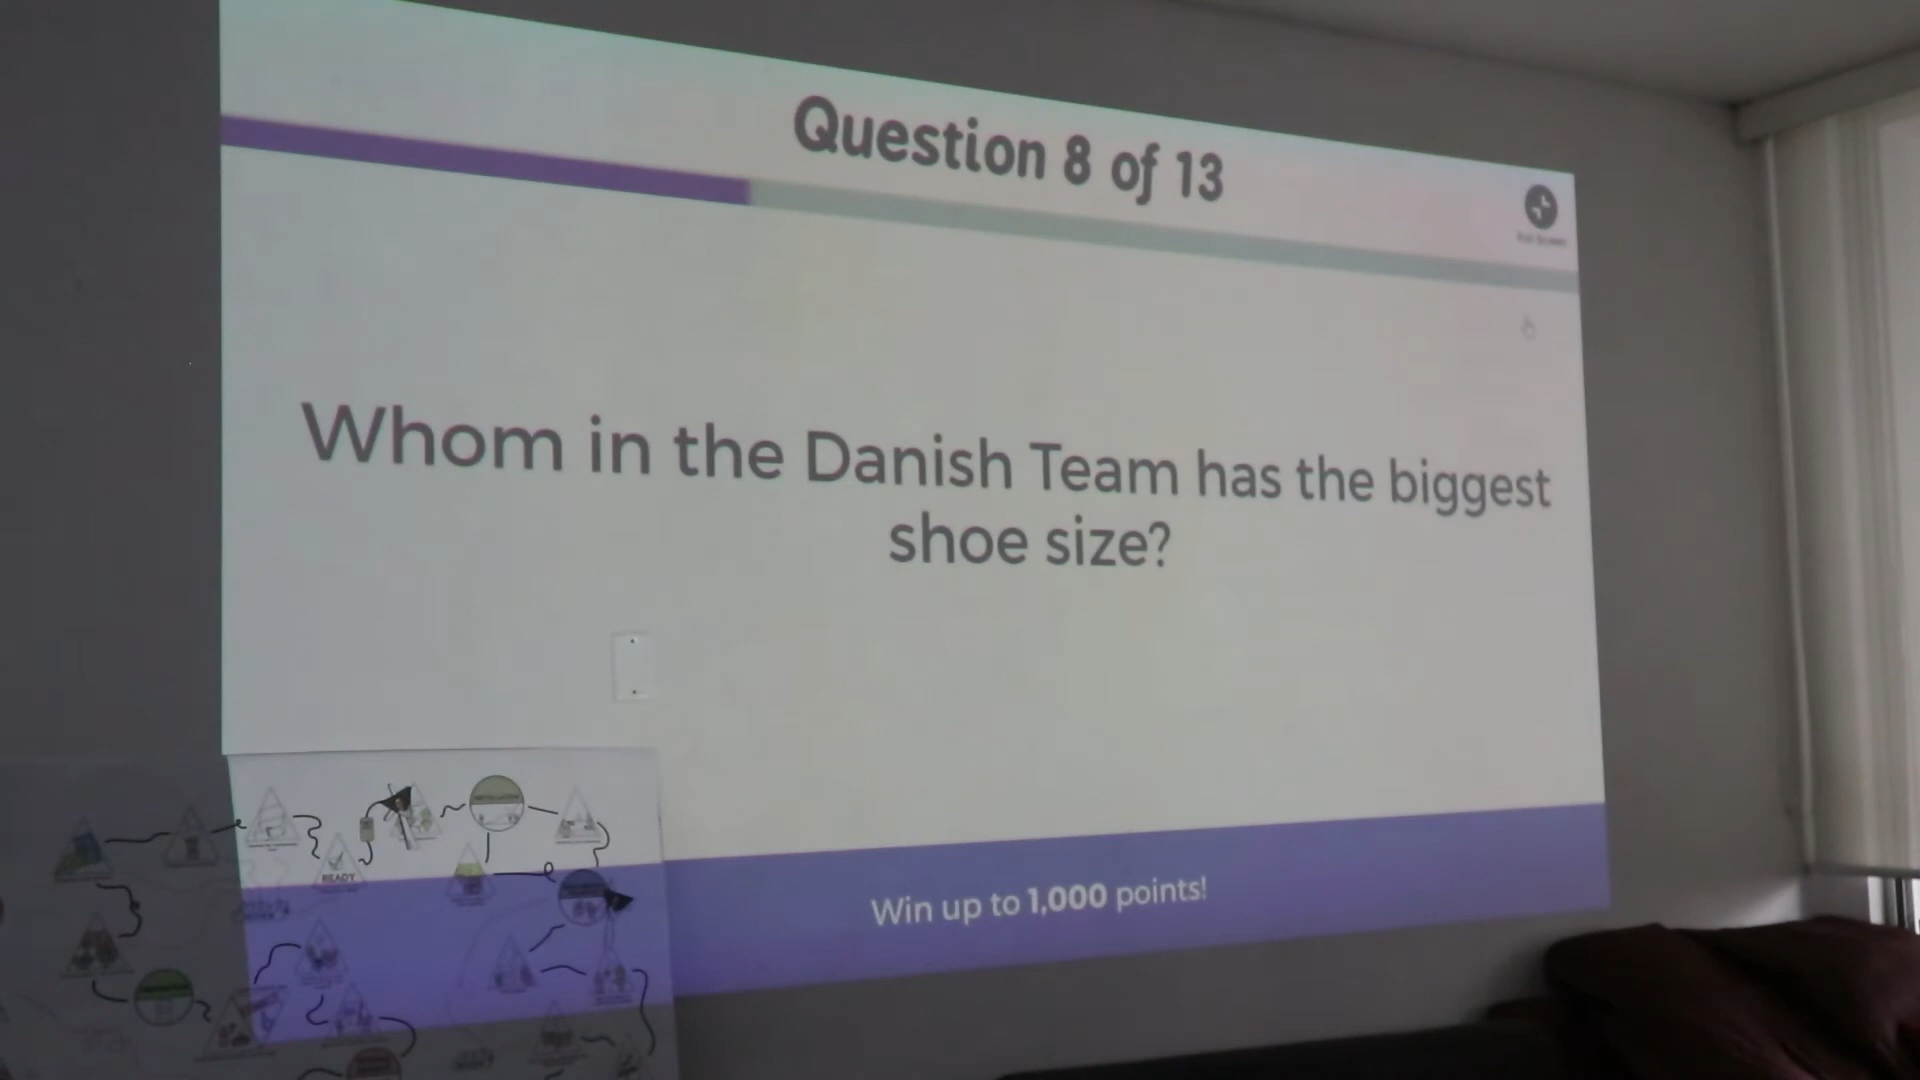 Question 8 of 13
Whom in the Danish Team has the biggest
shoe size?
Win up to 1,000 points!
READY